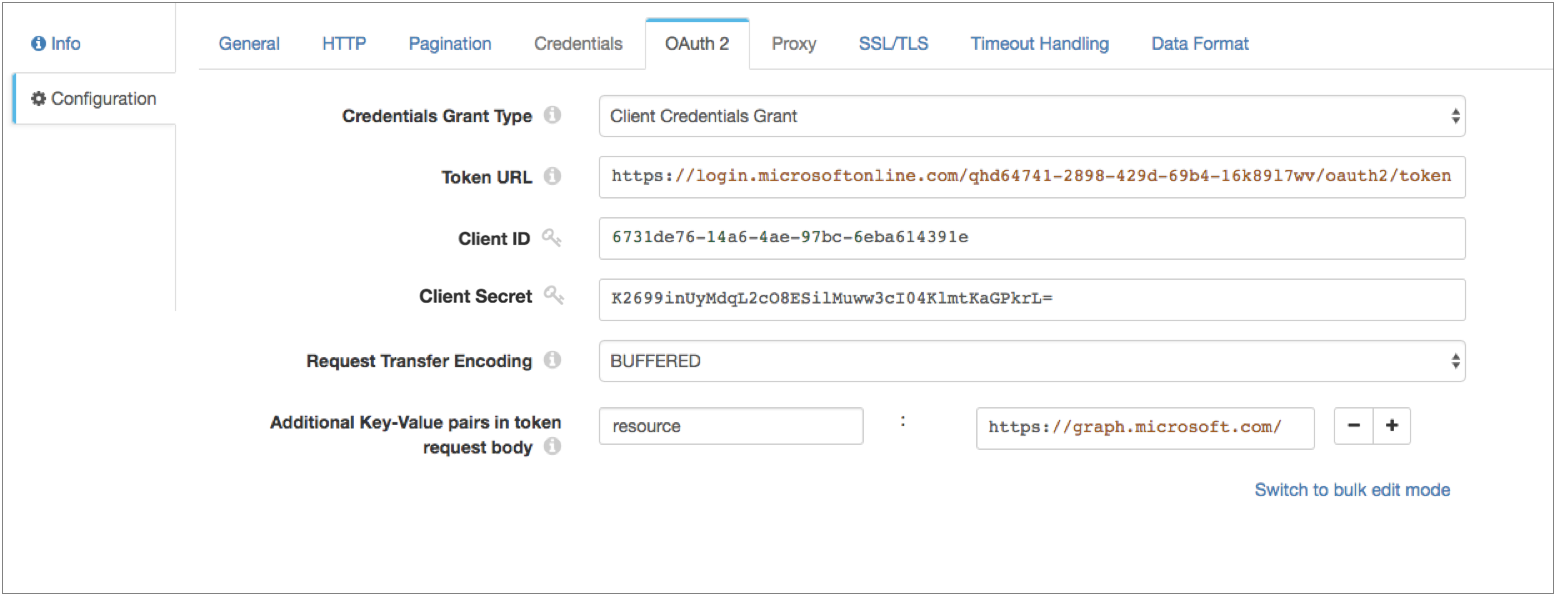 Info
General HTTP Pagination Credentials OAuth 2 Proxy SSL/TLS Timeout Handling Data Format
Configuration
Credentials Grant Type Client Credentials Grant
Token URL https://login.microsoftonline.com/qhd64741-2898-429d-69b4-16k89l7wv/oauth2/token
Client ID 6731de76-14a6-4ae-97bc-6eba614391e
Client Secret K2699inUyMdqL2cO8ESilMuww3cI04KlmtKaGPkrL=
Request Transfer Encoding BUFFERED
Additional Key-Value pairs in token
request body resource : https://graph.microsoft.com/ − +
Switch to bulk edit mode